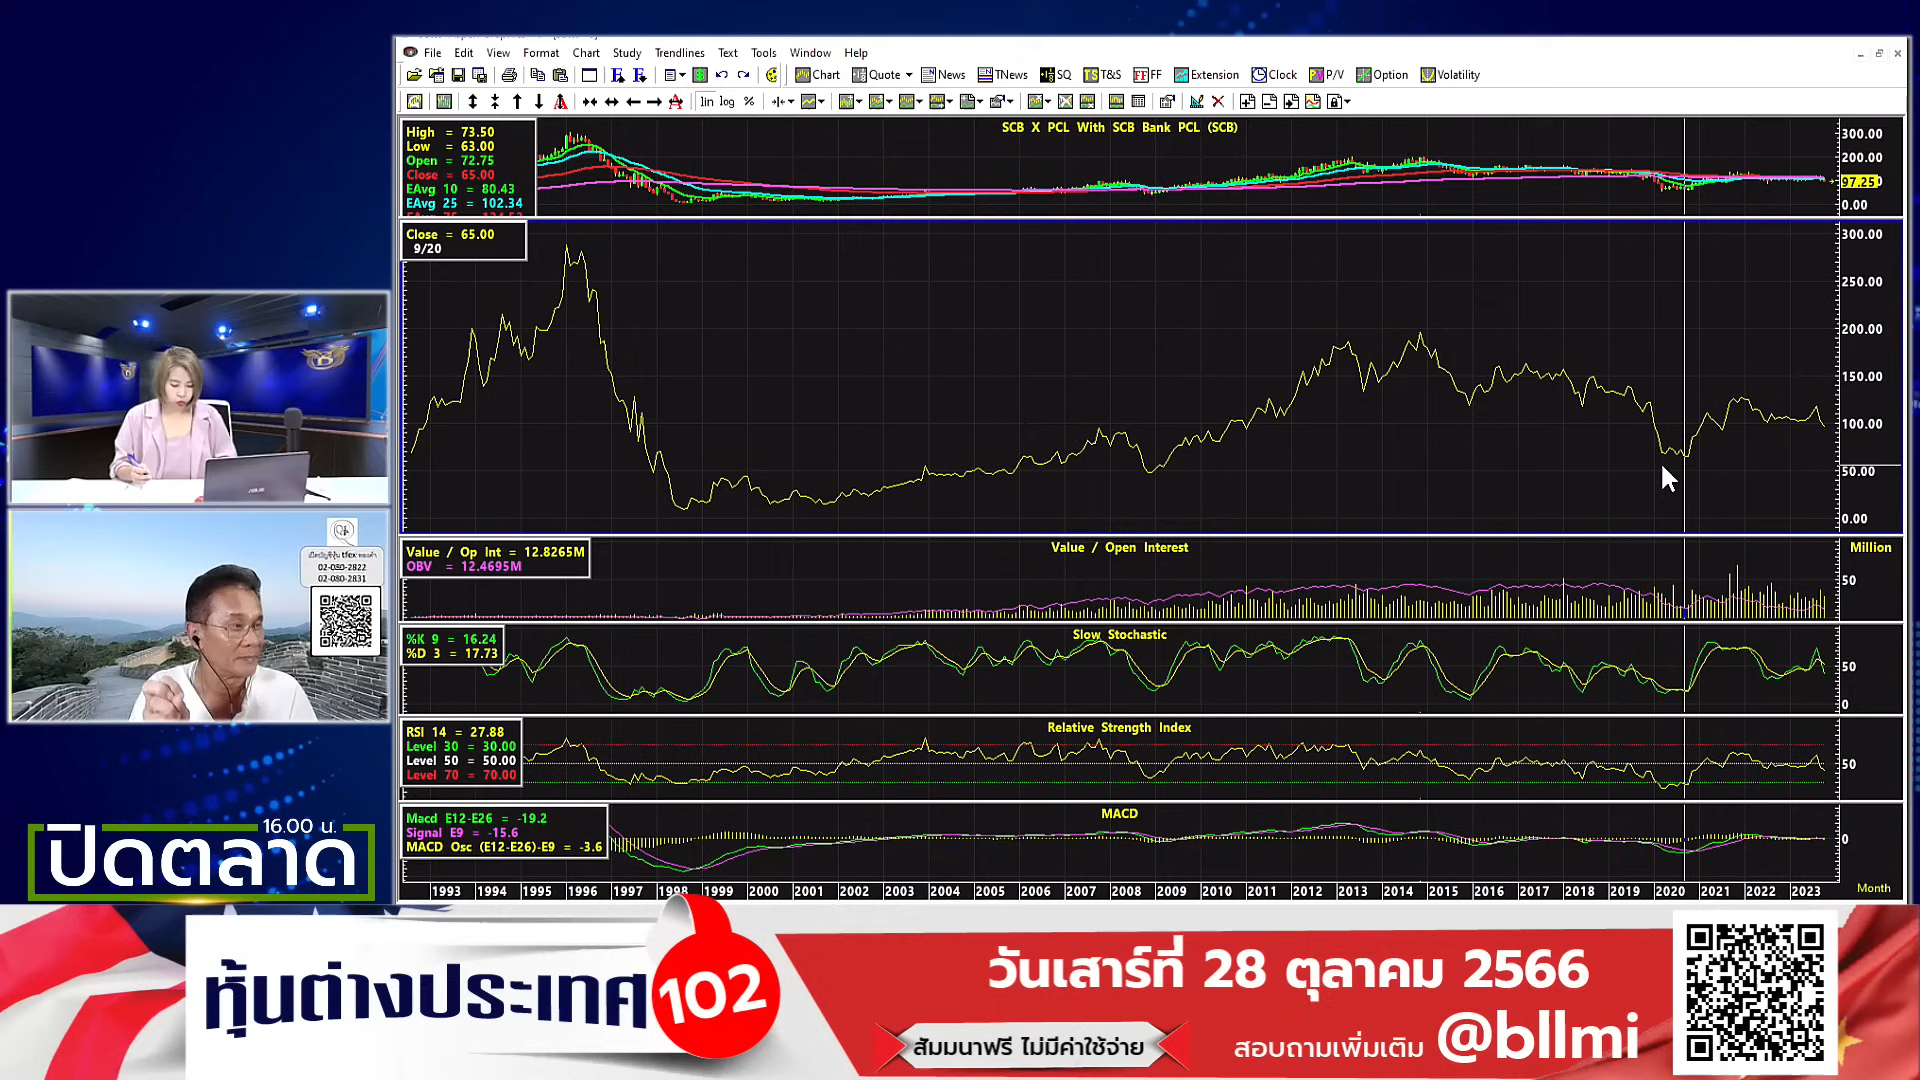 File Edit View Format Chart Study Trendlines Text Tools Window Help
Chart Quote News TNews SQ T&S FF Extension Clock P/V Option Volatility
lin log %
SCB X PCL With SCB Bank PCL (SCB)
High = 73.50
Low = 63.00
Open = 72.75
Close = 65.00
EAvg 10 = 80.43
EAvg 25 = 102.34
300.00
200.00
97.25
0.00
Close = 65.00
9/20
300.00
250.00
200.00
150.00
100.00
50.00
0.00
Value / Op Int = 12.8265M
OBV = 12.4695M
Value / Open Interest
Million
50
%K 9 = 16.24
%D 3 = 17.73
Slow Stochastic
50
0
RSI 14 = 27.88
Level 30 = 30.00
Level 50 = 50.00
Level 70 = 70.00
Relative Strength Index
50
Macd E12-E26 = -19.2
Signal E9 = -15.6
MACD Osc (E12-E26)-E9 = -3.6
MACD
0
1993 1994 1995 1996 1997 1998 1999 2000 2001 2002 2003 2004 2005 2006 2007 2008 2009 2010 2011 2012 2013 2014 2015 2016 2017 2018 2019 2020 2021 2022 2023 Month
ASUS
02-080-2822
02-080-2831
16.00 น.
ปิดตลาด
หุ้นต่างประเทศ 102
วันเสาร์ที่ 28 ตุลาคม 2566
สัมมนาฟรี ไม่มีค่าใช้จ่าย
สอบถามเพิ่มเติม @bllmi